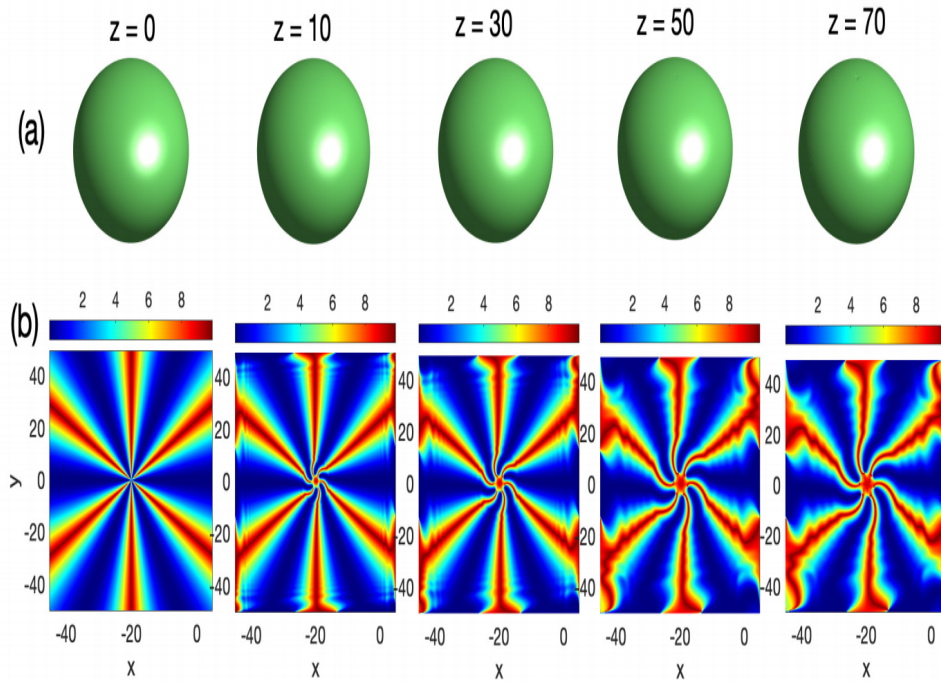 z = 0 z = 10 z = 30 z = 50 z = 70
(a)
(b)
2 4 6 8 2 4 6 8 2 4 6 8 2 4 6 8 2 4 6 8
40 40 40 40 40
20 20 20 20 20
y 0 0 0 0 0
-20 -20 -20 -20 -20
-40 -40 -40 -40 -40
-40 -20 0 -40 -20 0 -40 -20 0 -40 -20 0 -40 -20 0
x x x x x